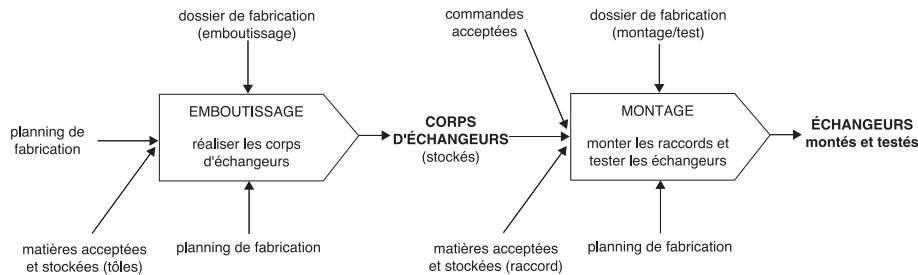 dossier de fabrication
(emboutissage)
commandes
acceptées
dossier de fabrication
(montage/test)
planning de
fabrication
EMBOUTISSAGE
réaliser les corps
d'échangeurs
CORPS
D'ÉCHANGEURS
(stockés)
MONTAGE
monter les raccords et
tester les échangeurs
ÉCHANGEURS
montés et testés
matières acceptées
et stockées (tôles)
planning de fabrication
matières acceptées
et stockées (raccord)
planning de fabrication